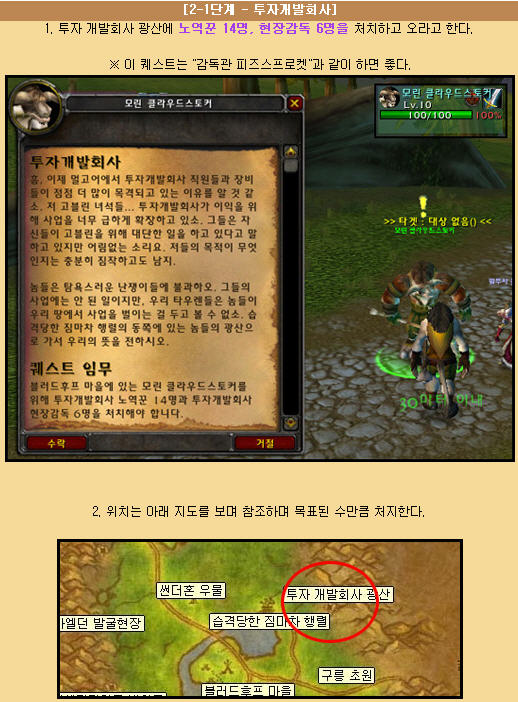 [2-1단계 - 투자개발회사]
1. 투자 개발회사 광산에 노역꾼 14명, 현장감독 6명을 처치하고 오라고 한다.
※ 이 퀘스트는 "감독관 피즈스프로켓"과 같이 하면 좋다.
모린 클라우드스토커
투자개발회사
흠, 이제 멀고어에서 투자개발회사 직원들과 장비
들이 점점 더 많이 목격되고 있는 이유를 알 것 같
소. 저 고블린 녀석들... 투자개발회사가 이익을 위
해 사업을 너무 급하게 확장하고 있소. 그들은 자
신들이 고블린을 위해 대단한 일을 하고 있다고 말
하고 있지만 어림없는 소리요. 저들의 목적이 무엇
인지는 충분히 짐작하고도 남지.
놈들은 탐욕스러운 난쟁이들에 불과하오. 그들의
사업에는 안 된 일이지만, 우리 타우렌들은 놈들이
우리 땅에서 사업을 벌이는 걸 두고 볼 수 없소. 습
격당한 짐마차 행렬의 동쪽에 있는 놈들의 광산으
로 가서 우리의 뜻을 전하시오.
퀘스트 임무
블러드후프 마을에 있는 모린 클라우드스토커를
위해 투자개발회사 노역꾼 14명과 투자개발회사
현장감독 6명을 처치해야 합니다.
수락
거절
모린 클라우드스토커
Lv.10
100/100
100%
>> 타겟 : 대상 없음() <<
모린 클라우드스토커
30미터 이내
2. 위치는 아래 지도를 보며 참조하며 목표된 수만큼 처지한다.
썬더혼 우물
투자 개발회사 광산
엘던 발굴현장
습격당한 짐마차 행렬
구릉 초원
블러드후프 마을